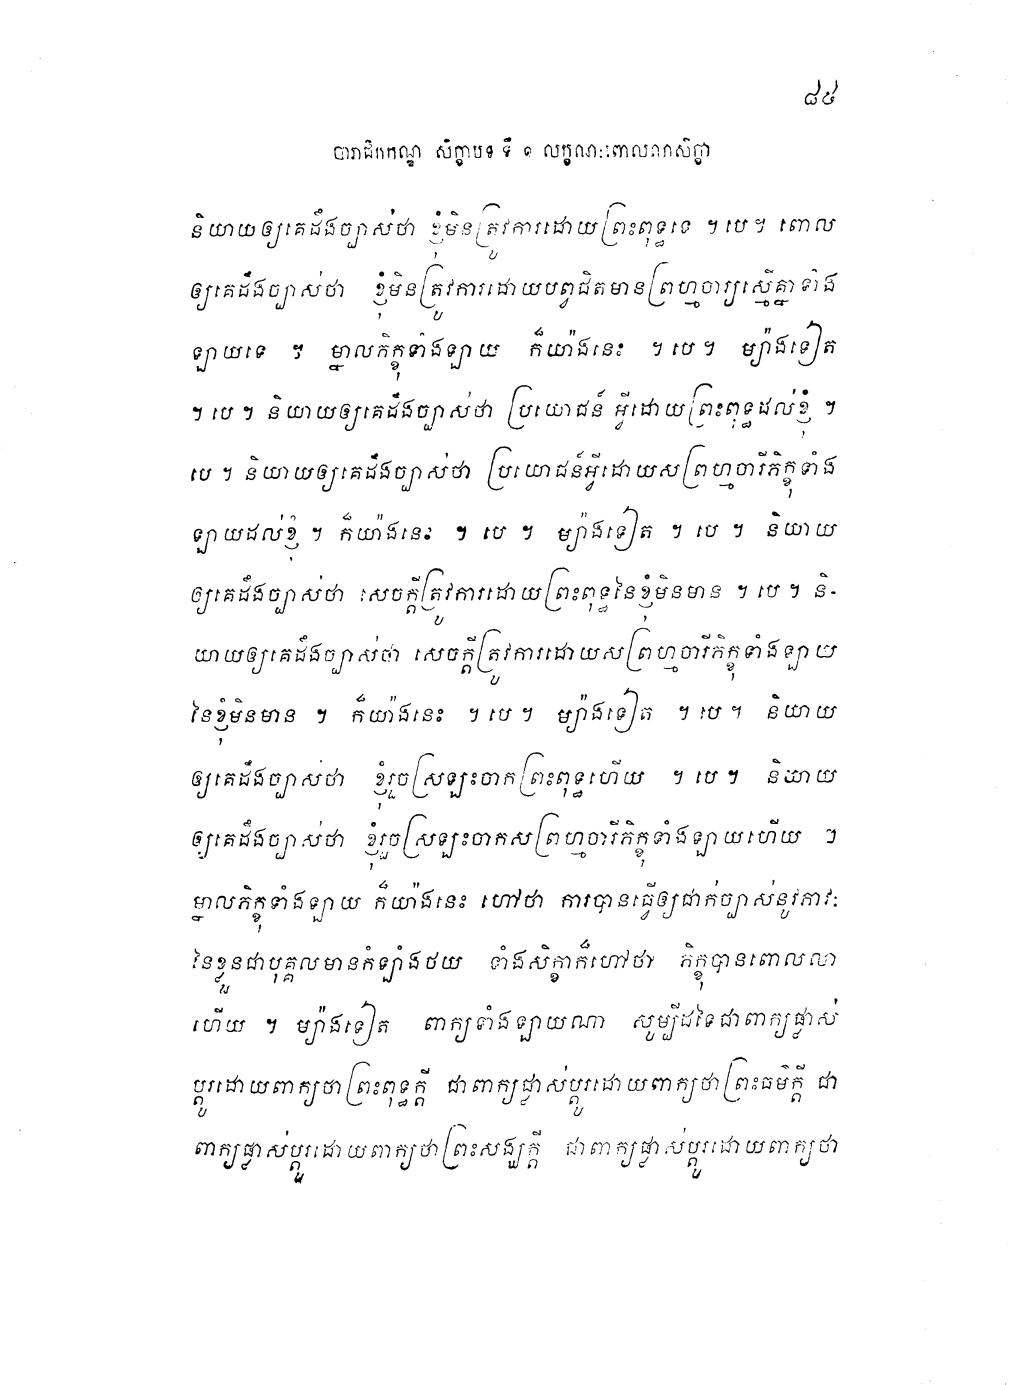 ៨៥
បារាជិកកណ្ឌ សិក្ខាបទ ទី ១ លក្ខណៈពោលលាសិក្ខា
និយាយឲ្យគេដឹងច្បាស់ថា ខ្ញុំមិនត្រូវការដោយព្រះពុទ្ធទេ ។ បេ ។ ពោល
ឲ្យគេដឹងច្បាស់ថា ខ្ញុំមិនត្រូវការដោយបព្វជិតមានព្រហ្មចារ្យស្មើគ្នាទាំង
ឡាយទេ ។ ម្នាលភិក្ខុទាំងឡាយ ក៏យ៉ាងនេះ ។ បេ ។ ម្យ៉ាងទៀត
។ បេ ។ និយាយឲ្យគេដឹងច្បាស់ថា ប្រយោជន៍ អ្វីដោយព្រះពុទ្ធដល់ខ្ញុំ ។
បេ ។ និយាយឲ្យគេដឹងច្បាស់ថា ប្រយោជន៍អ្វីដោយសព្រហ្មចារីភិក្ខុទាំង
ឡាយដល់ខ្ញុំ ។ ក៏យ៉ាងនេះ ។ បេ ។ ម្យ៉ាងទៀត ។ បេ ។ និយាយ
ឲ្យគេដឹងច្បាស់ថា សេចក្តីត្រូវការដោយព្រះពុទ្ធនៃខ្ញុំមិនមាន ។ បេ ។ និ-
យាយឲ្យគេដឹងច្បាស់ថា សេចក្តីត្រូវការដោយសព្រហ្មចារីភិក្ខុទាំងឡាយ
នៃខ្ញុំមិនមាន ។ ក៏យ៉ាងនេះ ។ បេ ។ ម្យ៉ាងទៀត ។ បេ ។ និយាយ
ឲ្យគេដឹងច្បាស់ថា ខ្ញុំរួចស្រឡះចាកព្រះពុទ្ធហើយ ។ បេ ។ និយាយ
ឲ្យគេដឹងច្បាស់ថា ខ្ញុំរួចស្រឡះចាកសព្រហ្មចារីភិក្ខុទាំងឡាយហើយ ។
ម្នាលភិក្ខុទាំងឡាយ ក៏យ៉ាងនេះ ហៅថា ការបានធ្វើឲ្យជាក់ច្បាស់នូវភាវៈ
នៃខ្លួនជាបុគ្គលមានកំឡាំងថយ ទាំងសិក្ខាក៏ហៅថា ភិក្ខុបានពោលលា
ហើយ ។ ម្យ៉ាងទៀត ពាក្យទាំងឡាយណា សូម្បីដទៃជាពាក្យផ្លាស់
ប្តូរដោយពាក្យថាព្រះពុទ្ធក្តី ជាពាក្យផ្លាស់ប្តូរដោយពាក្យថាព្រះធម៌ក្តី ជា
ពាក្យផ្លាស់ប្តូរដោយពាក្យថាព្រះសង្ឃក្តី ជាពាក្យផ្លាស់ប្តូរដោយពាក្យថា